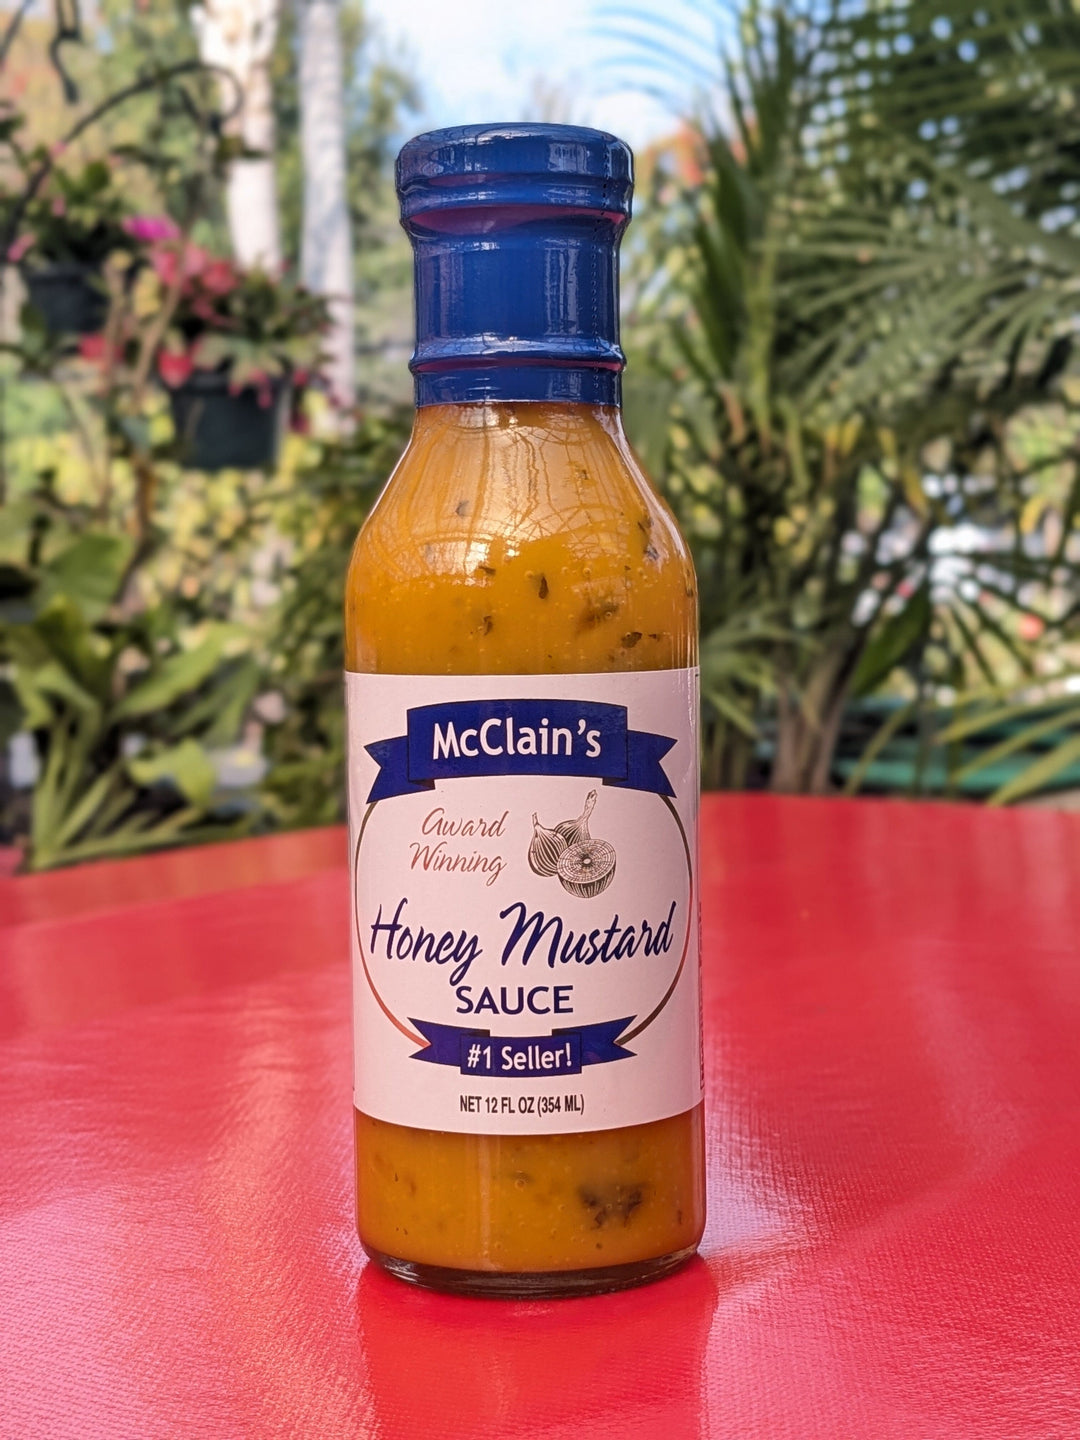 McClain's
Award
Winning
Honey Mustard
SAUCE
#1 Seller!
NET 12 FL OZ (354 ML)